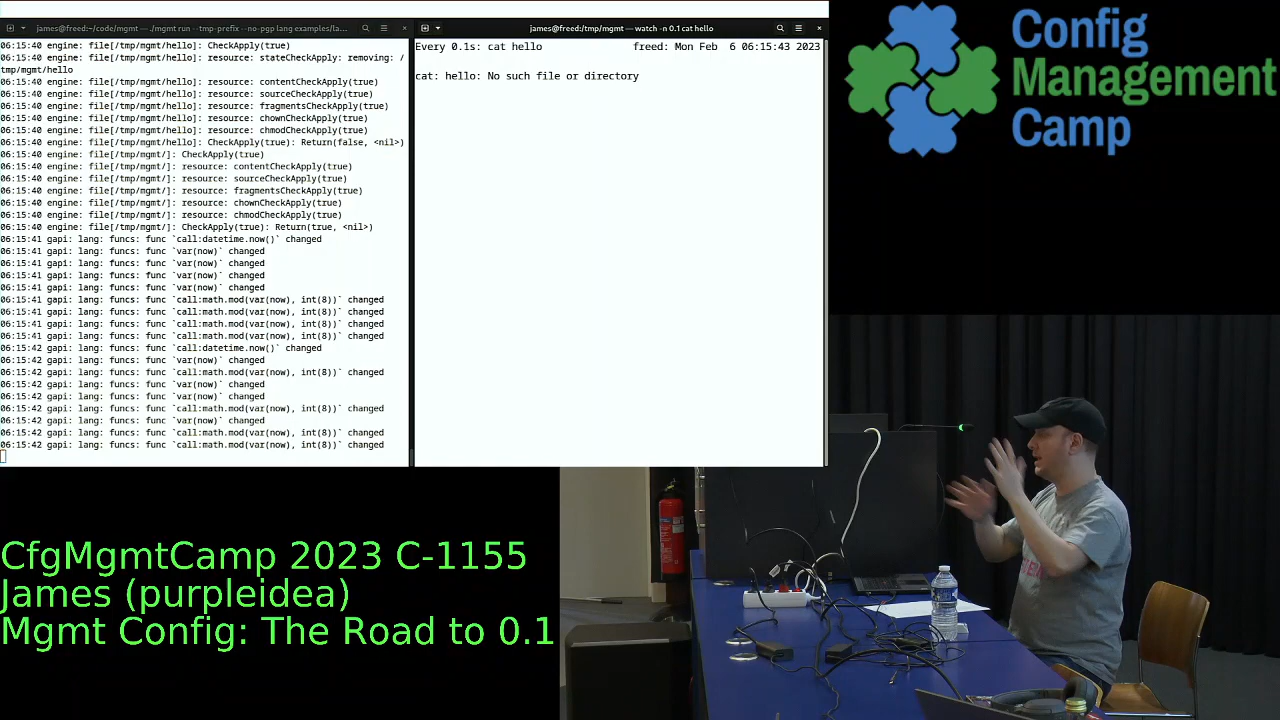 james@freed:~/code/mgmt — ./mgmt run --tmp-prefix --no-pgp lang examples/la...
06:15:40 engine: file[/tmp/mgmt/hello]: CheckApply(true)
06:15:40 engine: file[/tmp/mgmt/hello]: resource: stateCheckApply: removing: /
tmp/mgmt/hello
06:15:40 engine: file[/tmp/mgmt/hello]: resource: contentCheckApply(true)
06:15:40 engine: file[/tmp/mgmt/hello]: resource: sourceCheckApply(true)
06:15:40 engine: file[/tmp/mgmt/hello]: resource: fragmentsCheckApply(true)
06:15:40 engine: file[/tmp/mgmt/hello]: resource: chownCheckApply(true)
06:15:40 engine: file[/tmp/mgmt/hello]: resource: chmodCheckApply(true)
06:15:40 engine: file[/tmp/mgmt/hello]: CheckApply(true): Return(false, <nil>)
06:15:40 engine: file[/tmp/mgmt/]: CheckApply(true)
06:15:40 engine: file[/tmp/mgmt/]: resource: contentCheckApply(true)
06:15:40 engine: file[/tmp/mgmt/]: resource: sourceCheckApply(true)
06:15:40 engine: file[/tmp/mgmt/]: resource: fragmentsCheckApply(true)
06:15:40 engine: file[/tmp/mgmt/]: resource: chownCheckApply(true)
06:15:40 engine: file[/tmp/mgmt/]: resource: chmodCheckApply(true)
06:15:40 engine: file[/tmp/mgmt/]: CheckApply(true): Return(true, <nil>)
06:15:41 gapi: lang: funcs: func `call:datetime.now()` changed
06:15:41 gapi: lang: funcs: func `var(now)` changed
06:15:41 gapi: lang: funcs: func `var(now)` changed
06:15:41 gapi: lang: funcs: func `var(now)` changed
06:15:41 gapi: lang: funcs: func `var(now)` changed
06:15:41 gapi: lang: funcs: func `call:math.mod(var(now), int(8))` changed
06:15:41 gapi: lang: funcs: func `call:math.mod(var(now), int(8))` changed
06:15:41 gapi: lang: funcs: func `call:math.mod(var(now), int(8))` changed
06:15:41 gapi: lang: funcs: func `call:math.mod(var(now), int(8))` changed
06:15:42 gapi: lang: funcs: func `call:datetime.now()` changed
06:15:42 gapi: lang: funcs: func `var(now)` changed
06:15:42 gapi: lang: funcs: func `call:math.mod(var(now), int(8))` changed
06:15:42 gapi: lang: funcs: func `var(now)` changed
06:15:42 gapi: lang: funcs: func `var(now)` changed
06:15:42 gapi: lang: funcs: func `call:math.mod(var(now), int(8))` changed
06:15:42 gapi: lang: funcs: func `var(now)` changed
06:15:42 gapi: lang: funcs: func `call:math.mod(var(now), int(8))` changed
06:15:42 gapi: lang: funcs: func `call:math.mod(var(now), int(8))` changed
james@freed:/tmp/mgmt — watch -n 0.1 cat hello
Every 0.1s: cat hello freed: Mon Feb 6 06:15:43 2023
cat: hello: No such file or directory
Config
Management
Camp
CfgMgmtCamp 2023 C-1155
James (purpleidea)
Mgmt Config: The Road to 0.1